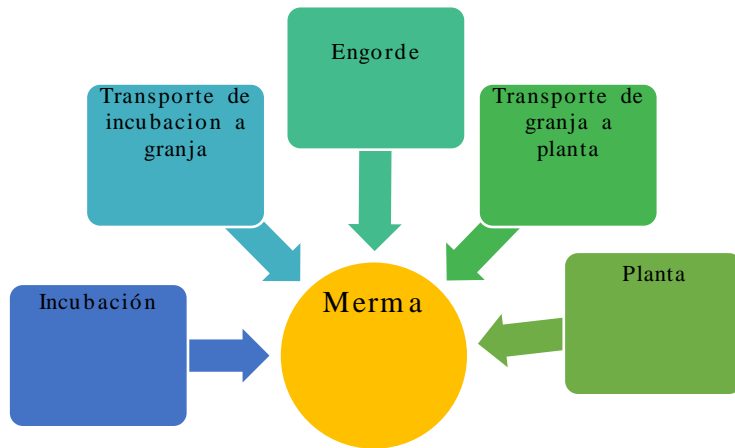 Engorde
Transporte de
incubacion a
granja
Transporte de
granja a
planta
Incubación
Merma
Planta